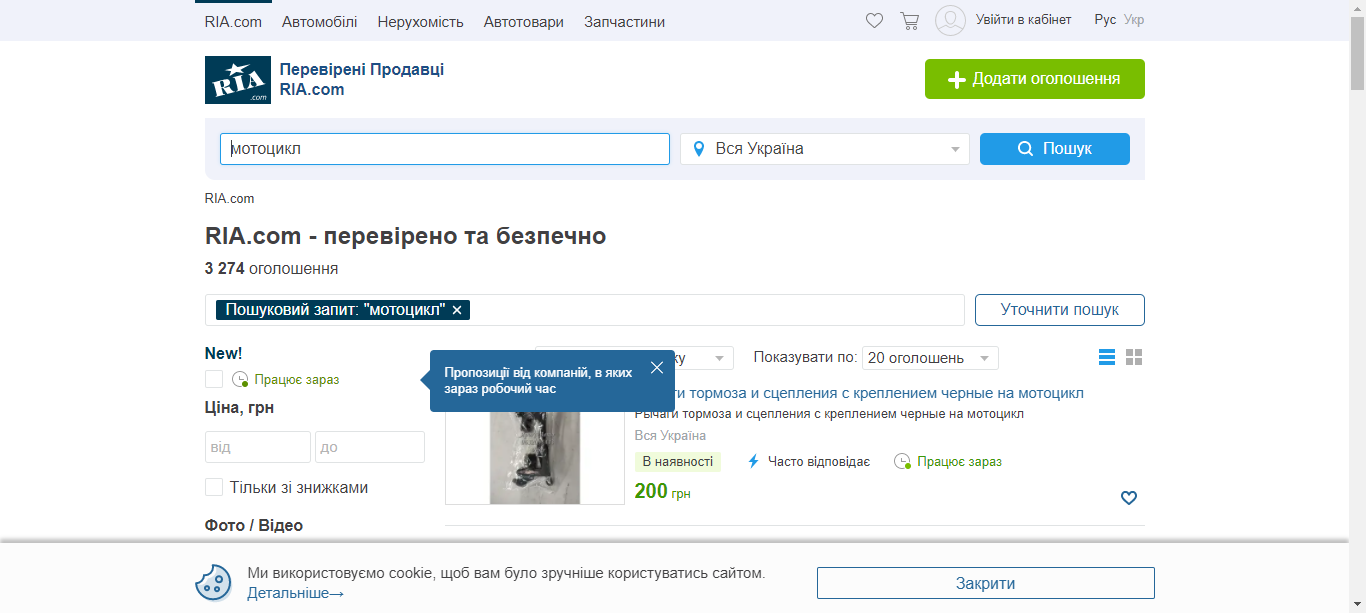 RIA.com Автомобілі Нерухомість Автотовари Запчастини Увійти в кабінет Рус Укр
RIA .com
Перевірені Продавці
RIA.com
Додати оголошення
мотоцикл Вся Україна Пошук
RIA.com
RIA.com - перевірено та безпечно
3 274 оголошення
Пошуковий запит: "мотоцикл" × Уточнити пошук
New!
Працює зараз
Ціна, грн
від до
Тільки зі знижками
Фото / Відео
Пропозиції від компаній, в яких
зараз робочий час
Показувати по: 20 оголошень
тормоза и сцепления с креплением черные на мотоцикл
Рычаги тормоза и сцепления с креплением черные на мотоцикл
Вся Україна
В наявності Часто відповідає Працює зараз
200 грн
Ми використовуємо cookie, щоб вам було зручніше користуватись сайтом.
Детальніше→
Закрити